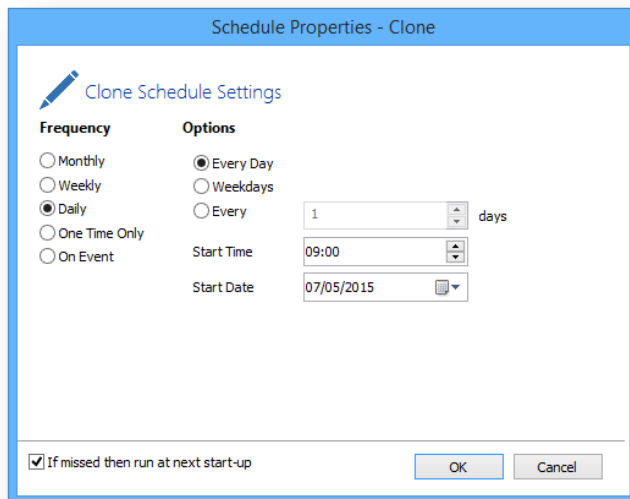 Schedule Properties - Clone
Clone Schedule Settings
Frequency
Options
Monthly
Weekly
Daily
One Time Only
On Event
Every Day
Weekdays
Every 1 days
Start Time 09:00
Start Date 07/05/2015
If missed then run at next start-up
OK
Cancel